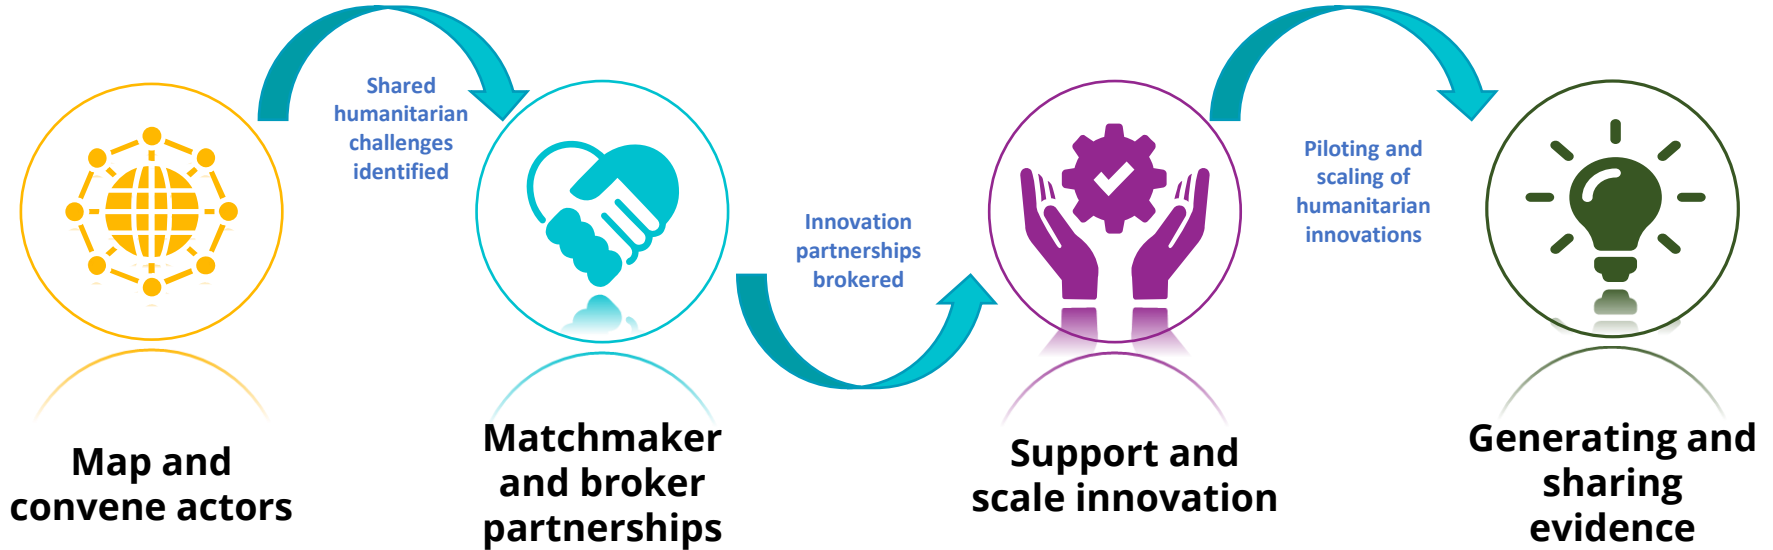 Shared
humanitarian
challenges
identified
Innovation
partnerships
brokered
Piloting and
scaling of
humanitarian
innovations
Map and
convene actors
Matchmaker
and broker
partnerships
Support and
scale innovation
Generating and
sharing
evidence